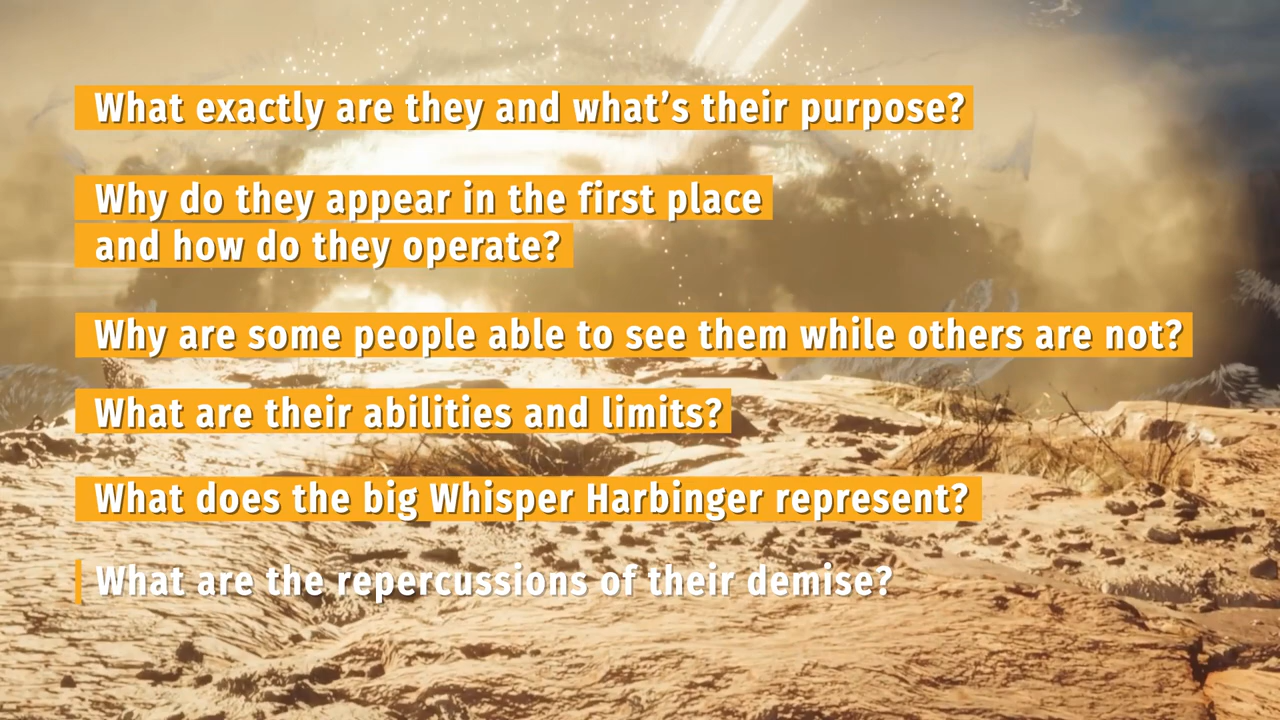 What exactly are they and what’s their purpose?
Why do they appear in the first place
and how do they operate?
Why are some people able to see them while others are not?
What are their abilities and limits?
What does the big Whisper Harbinger represent?
What are the repercussions of their demise?